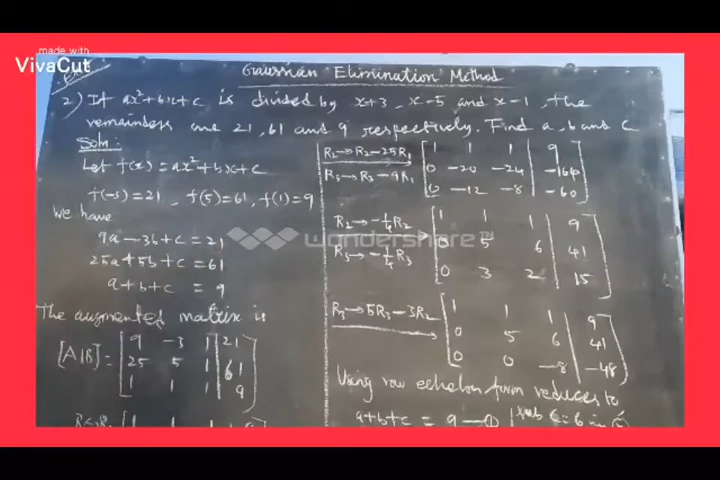 made with
VivaCut
Gaussian Elimination Method
2) If ax²+bx+c is divided by x+3, x-5 and x-1, the
remainders are 21, 61 and 9 respectively. Find a, b and c
Soln:
Let f(x) = ax²+bx+c
f(-3)=21, f(5)=61, f(1)=9
we have
9a-3b+c=21
25a+5b+c=61
a+b+c=9
The augmented matrix is
[A|B] = [ 9 -3 1 | 21
25 5 1 | 61
1 1 1 | 9 ]
R₂→R₂-25R₁ [ 1 1 1 | 9
R₃→R₃-9R₁ 0 -20 -24 | -164
0 -12 -8 | -60 ]
R₂→-¼R₂ [ 1 1 1 | 9
R₃→-¼R₃ 0 5 6 | 41
0 3 2 | 15 ]
R₃→5R₃-3R₂ [ 1 1 1 | 9
0 5 6 | 41
0 0 -8 | -48 ]
Using row echelon form reduces to
a+b+c = 9 —① | sub c=6 in
wondershare™